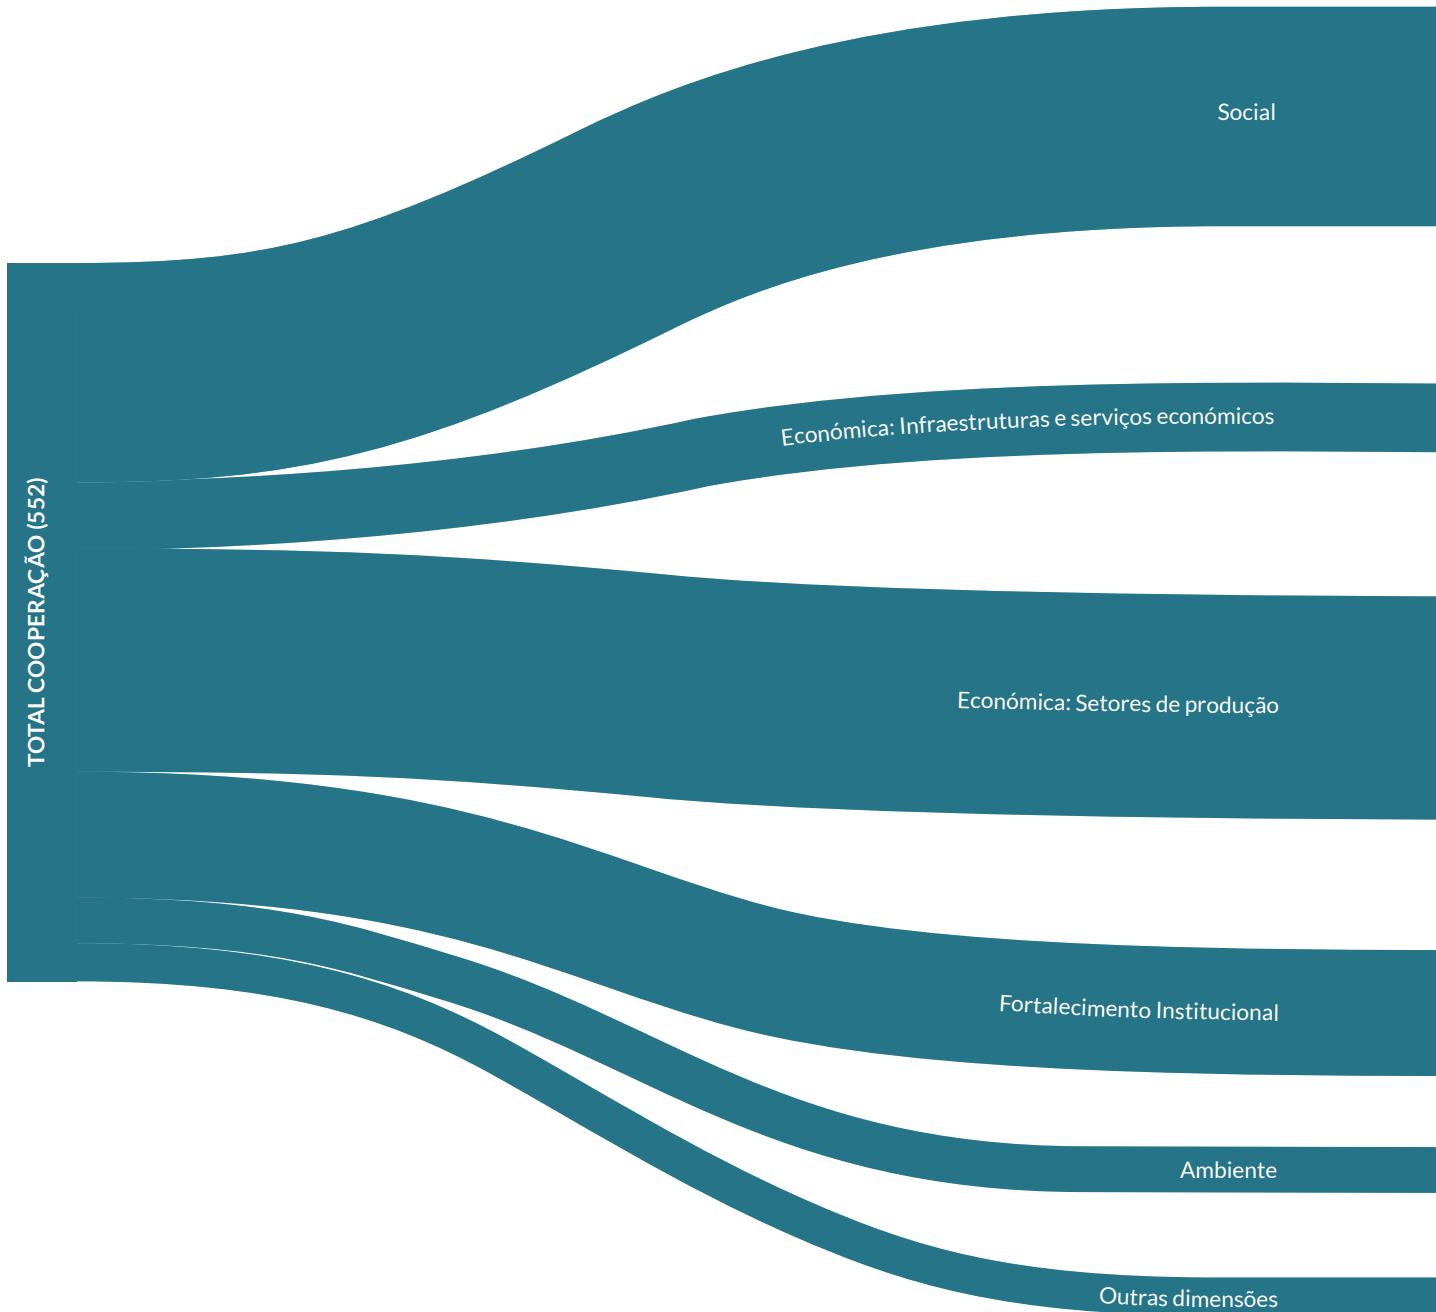 Social
Económica: Infraestruturas e serviços económicos
TOTAL COOPERAÇÃO (552)
Económica: Setores de produção
Fortalecimento Institucional
Ambiente
Outras dimensões